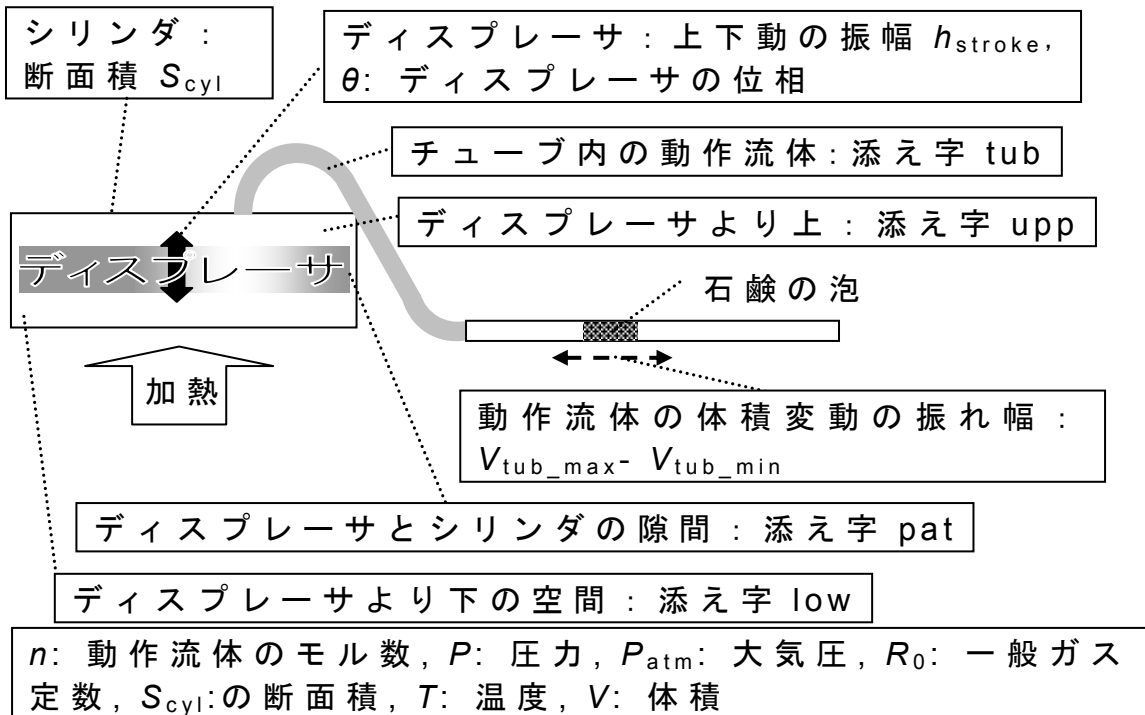 シリンダ:
断面積 Scyl
ディスプレーサ:上下動の振幅 hstroke,
θ: ディスプレーサの位相
チューブ内の動作流体:添え字 tub
ディスプレーサより上:添え字 upp
ディスプレーサ
石鹸の泡
加熱
動作流体の体積変動の振れ幅:
Vtub_max- Vtub_min
ディスプレーサとシリンダの隙間:添え字 pat
ディスプレーサより下の空間:添え字 low
n: 動作流体のモル数, P: 圧力, Patm: 大気圧, R0: 一般ガス
定数, Scyl:の断面積, T: 温度, V: 体積